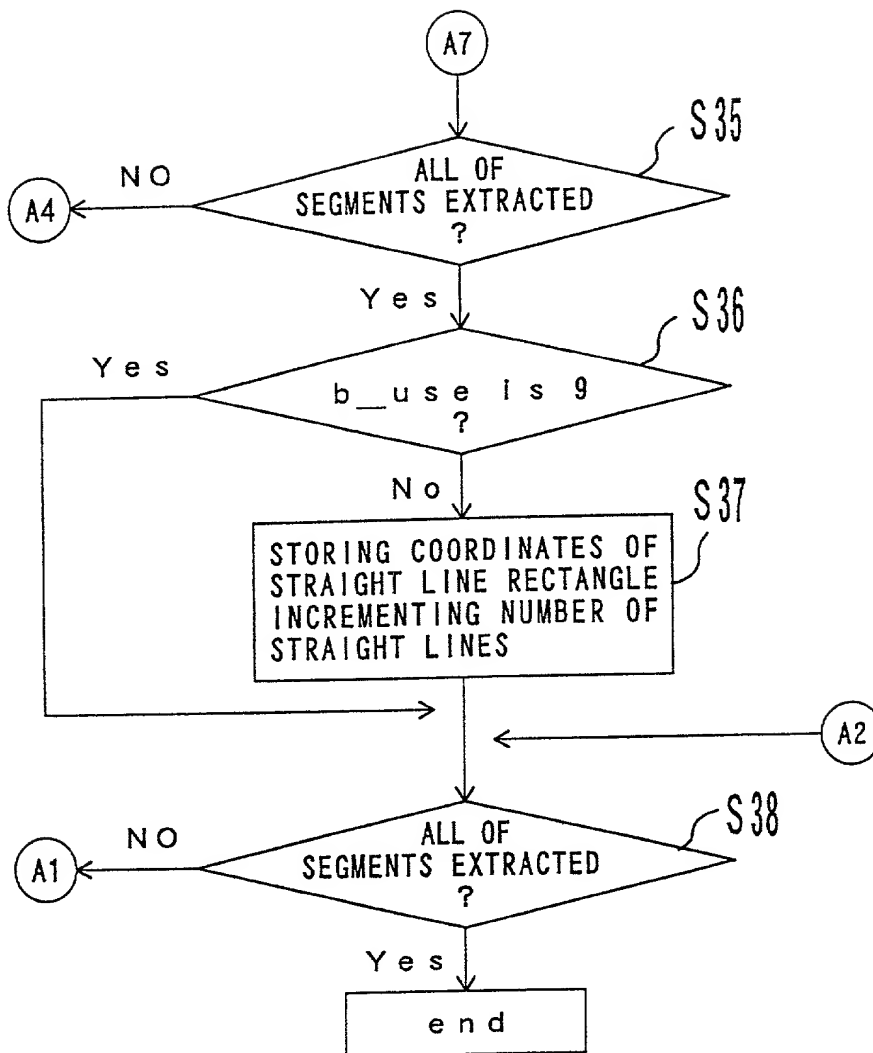 A7
S35
ALL OF
SEGMENTS EXTRACTED
?
NO
A4
Yes
S36
Yes
b_use is 9
?
No
S37
STORING COORDINATES OF
STRAIGHT LINE RECTANGLE
INCREMENTING NUMBER OF
STRAIGHT LINES
A2
S38
ALL OF
SEGMENTS EXTRACTED
?
NO
A1
Yes
end